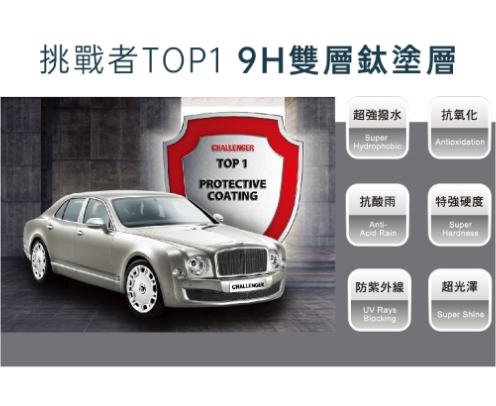 挑戰者TOP1 9H雙層鈦塗層
CHALLENGER
TOP 1
PROTECTIVE
COATING
CHALLENGER
超強撥水
Super
Hydrophobic
抗氧化
Antioxidation
抗酸雨
Anti-
Acid Rain
特強硬度
Super
Hardness
防紫外線
UV Rays
Blocking
超光澤
Super Shine